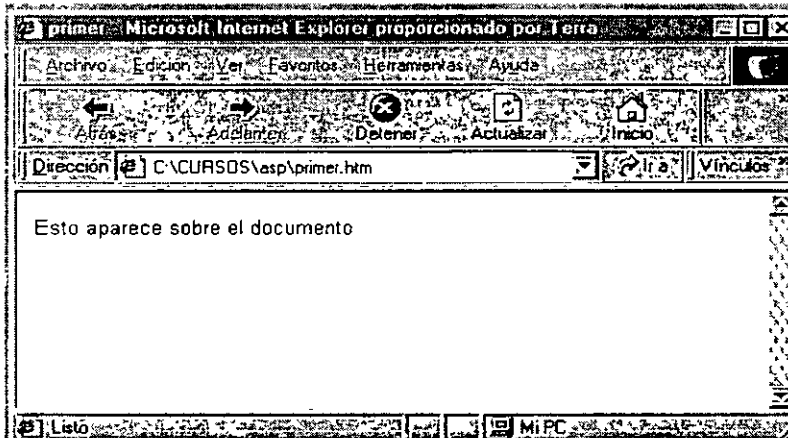 primer - Microsoft Internet Explorer proporcionado por Terra
Archivo Edición Ver Favoritos Herramientas Ayuda
Atrás Adelante Detener Actualizar Inicio
Dirección C:\CURSOS\asp\primer.htm Ir a Vínculos »
Esto aparece sobre el documento
Listo Mi PC